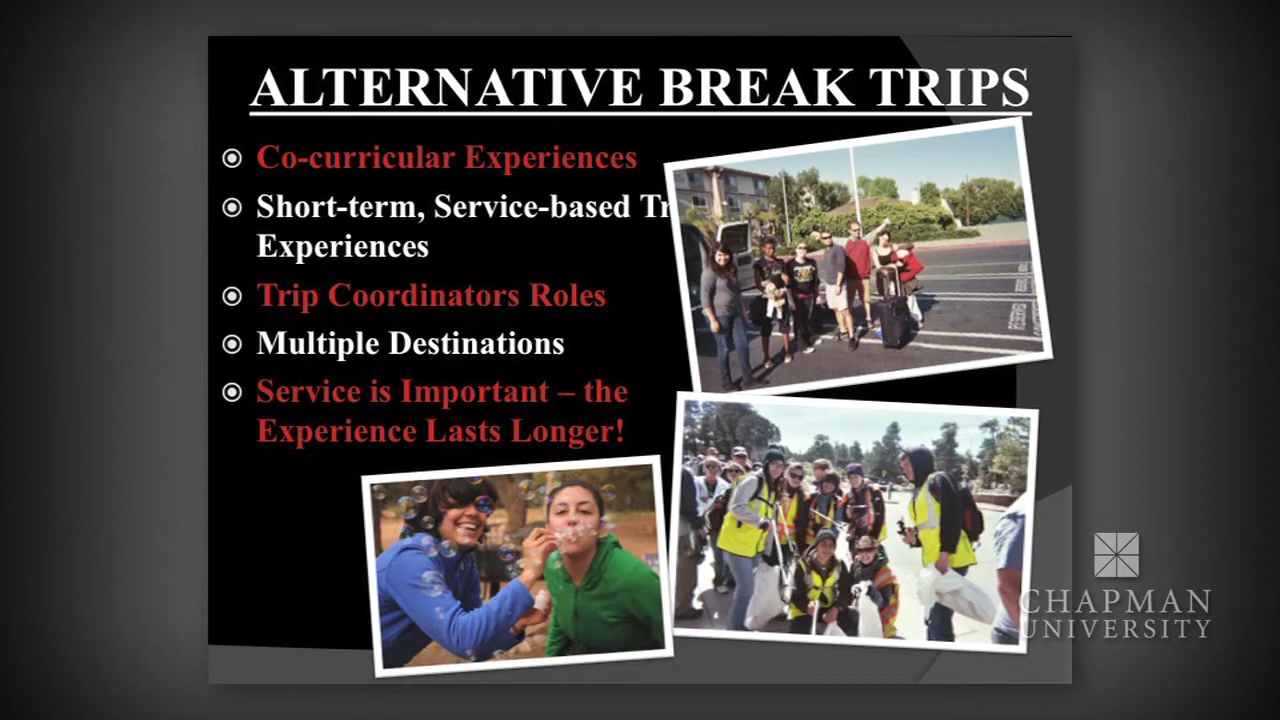 ALTERNATIVE BREAK TRIPS
Co-curricular Experiences
Short-term, Service-based
Experiences
Trip Coordinators Roles
Multiple Destinations
Service is Important – the
Experience Lasts Longer!
CHAPMAN
UNIVERSITY